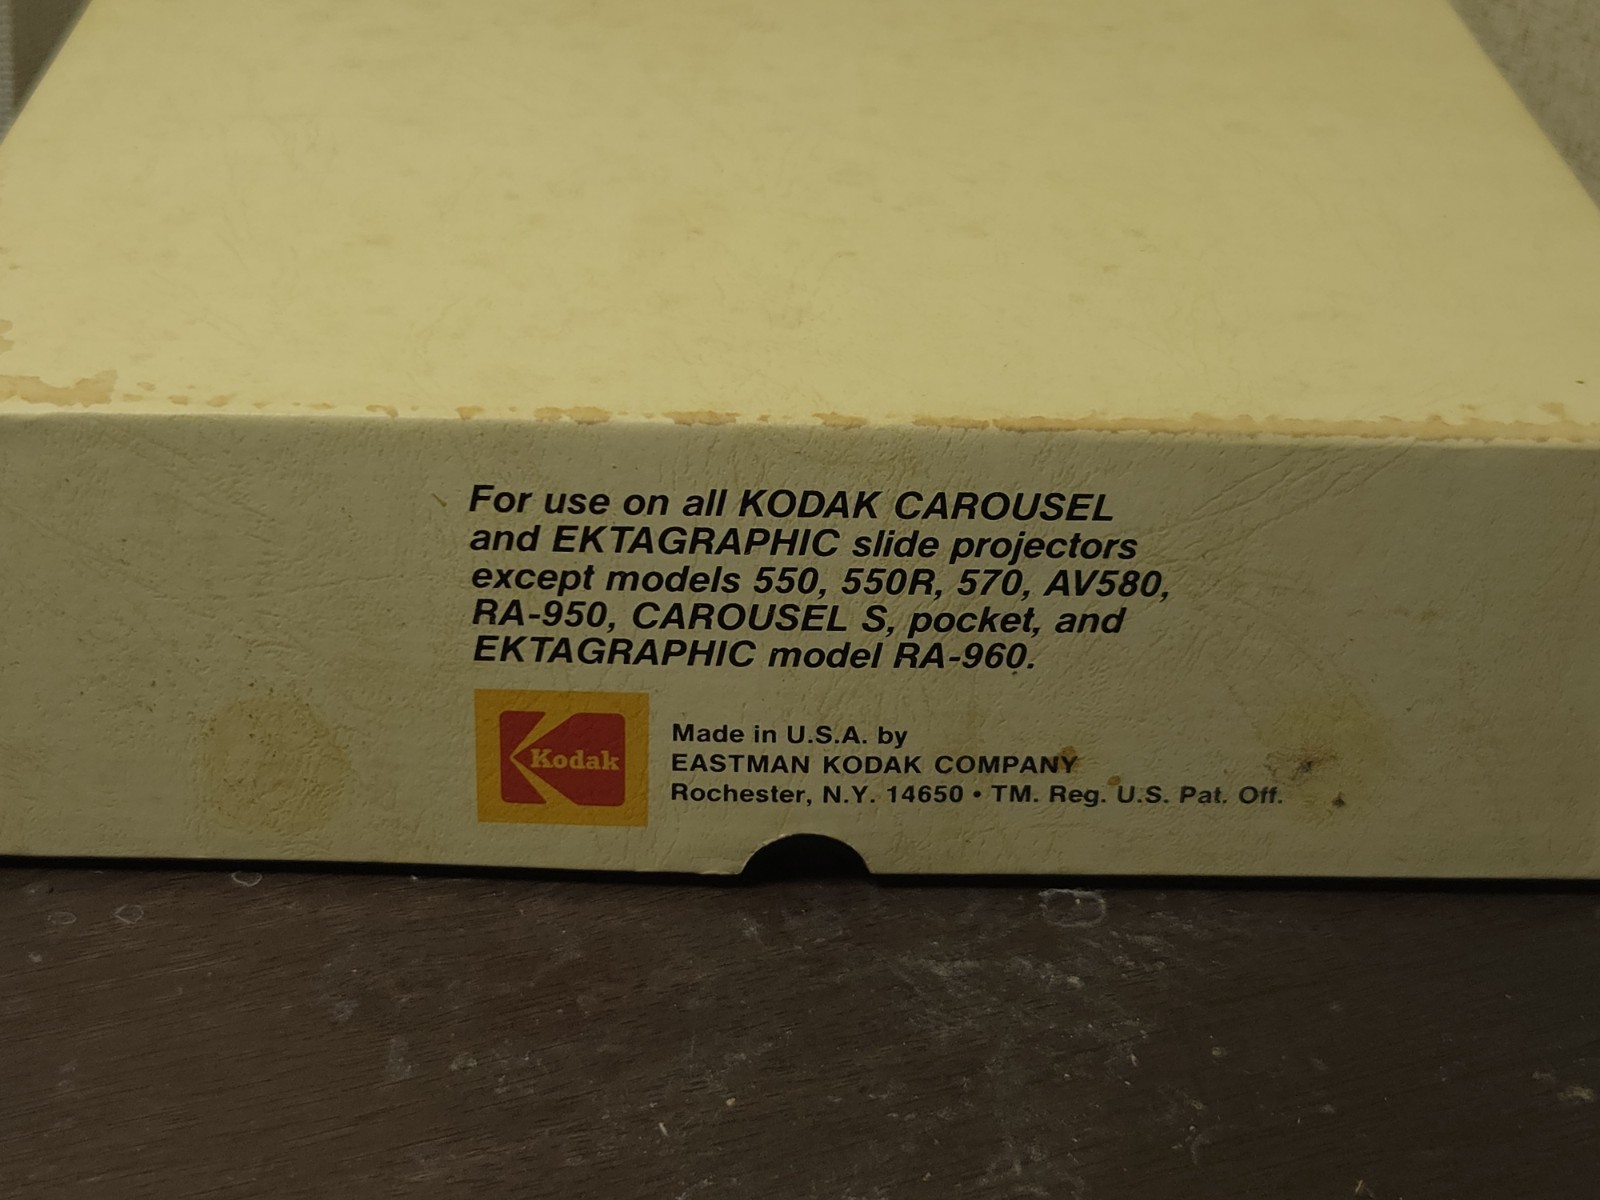 For use on all KODAK CAROUSEL
and EKTAGRAPHIC slide projectors
except models 550, 550R, 570, AV580,
RA-950, CAROUSEL S, pocket, and
EKTAGRAPHIC model RA-960.
Kodak
Made in U.S.A. by
EASTMAN KODAK COMPANY
Rochester, N.Y. 14650 • TM. Reg. U.S. Pat. Off.